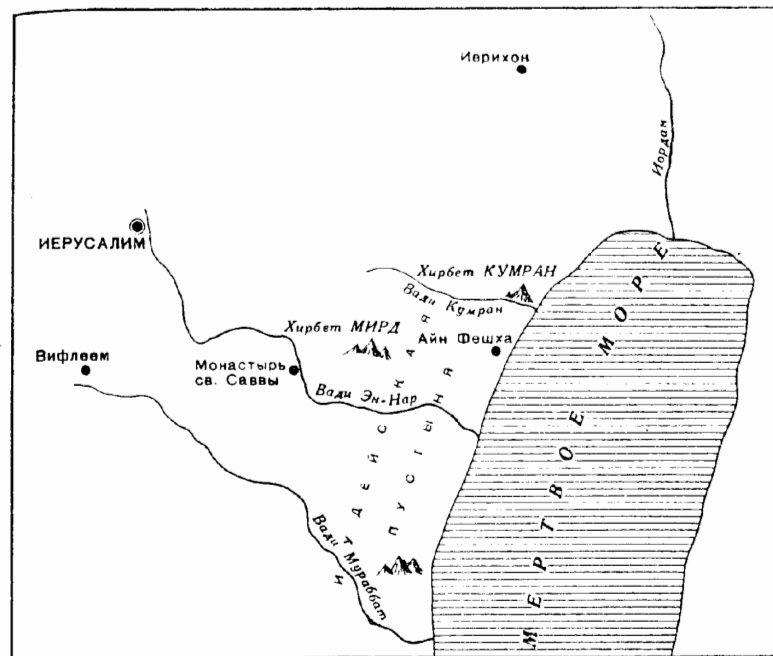 Иерихон
Иордан
ИЕРУСАЛИМ
Хирбет КУМРАН
Вади Кумран
Хирбет МИРД
Айн Фешха
Вифлеем
Монастырь
св. Саввы
Вади Эн-Нар
ИУДЕЙСКАЯ
ПУСТЫНЯ
Вади Мураббат
МЕРТВОЕ МОРЕ